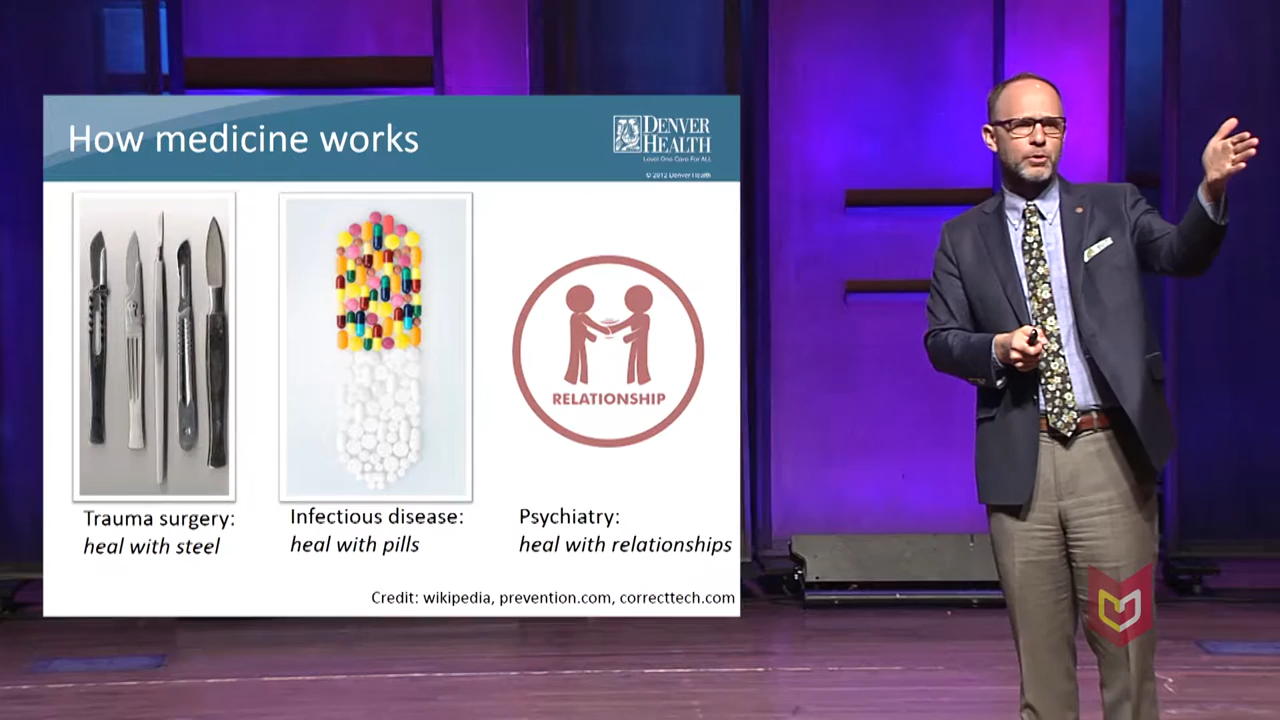 How medicine works
DENVER
HEALTH
Level One Care For ALL
© 2012 Denver Health
RELATIONSHIP
Trauma surgery:
heal with steel
Infectious disease:
heal with pills
Psychiatry:
heal with relationships
Credit: wikipedia, prevention.com, correcttech.com